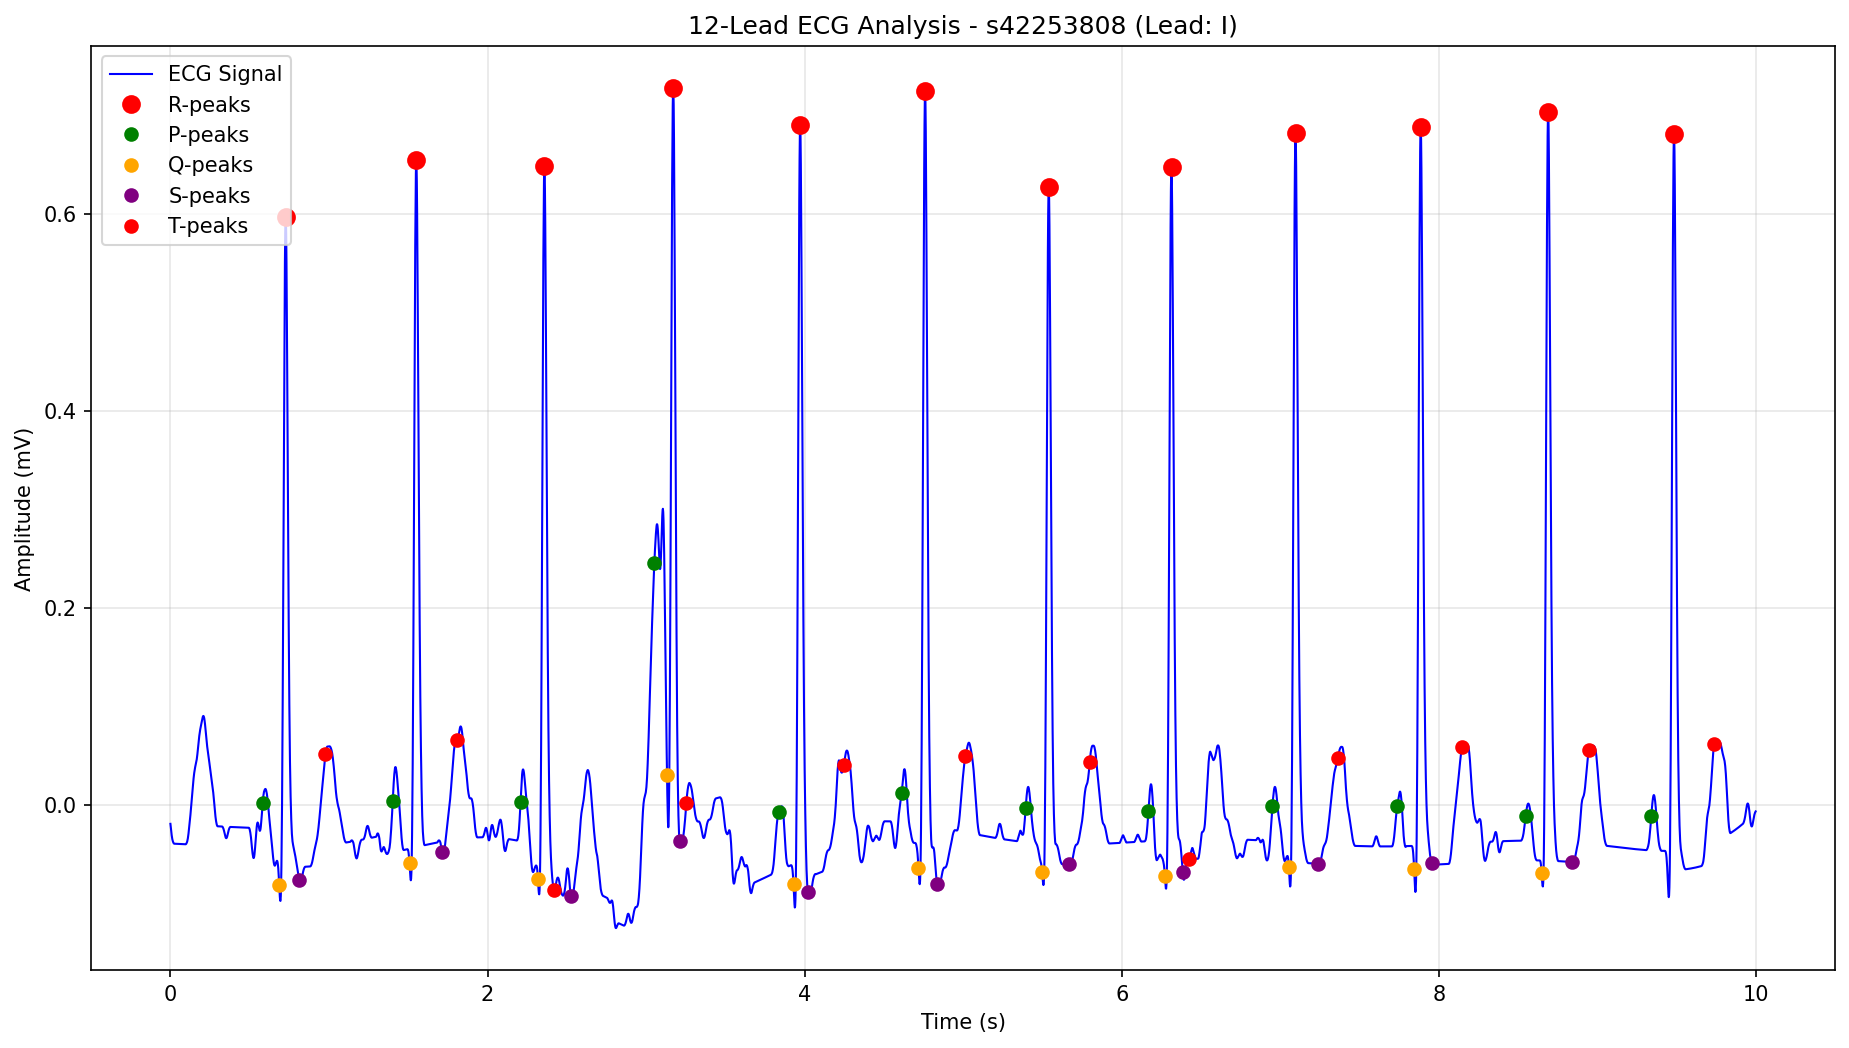 12-Lead ECG Analysis - s42253808 (Lead: I)
ECG Signal
R-peaks
P-peaks
Q-peaks
S-peaks
T-peaks
Amplitude (mV)
0.6
0.4
0.2
0.0
0 2 4 6 8 10
Time (s)